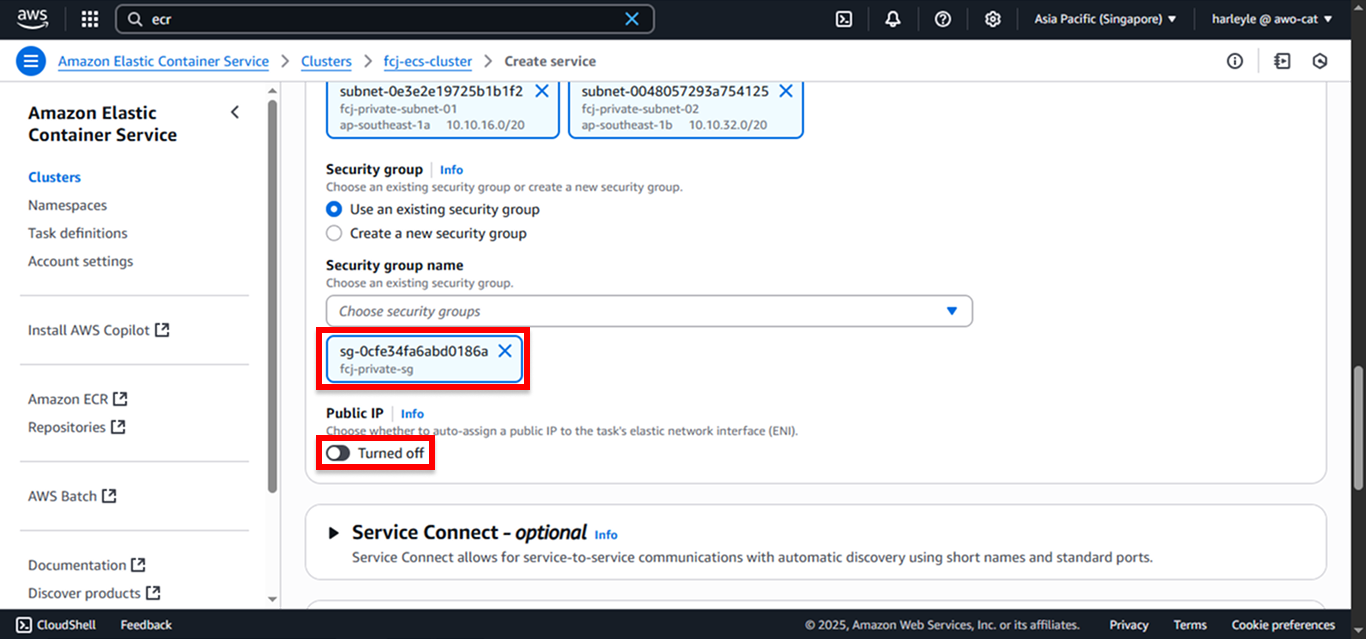 aws
ecr
Asia Pacific (Singapore)
harleyle @ awo-cat
Amazon Elastic Container Service
Clusters
fcj-ecs-cluster
Create service
Amazon Elastic
Container Service
Clusters
Namespaces
Task definitions
Account settings
Install AWS Copilot
Amazon ECR
Repositories
AWS Batch
Documentation
Discover products
subnet-0e3e2e19725b1b1f2
fcj-private-subnet-01
ap-southeast-1a 10.10.16.0/20
subnet-0048057293a754125
fcj-private-subnet-02
ap-southeast-1b 10.10.32.0/20
Security group Info
Choose an existing security group or create a new security group.
Use an existing security group
Create a new security group
Security group name
Choose an existing security group.
Choose security groups
sg-0cfe34fa6abd0186a
fcj-private-sg
Public IP Info
Choose whether to auto-assign a public IP to the task's elastic network interface (ENI).
Turned off
Service Connect - optional Info
Service Connect allows for service-to-service communications with automatic discovery using short names and standard ports.
CloudShell
Feedback
© 2025, Amazon Web Services, Inc. or its affiliates.
Privacy
Terms
Cookie preferences